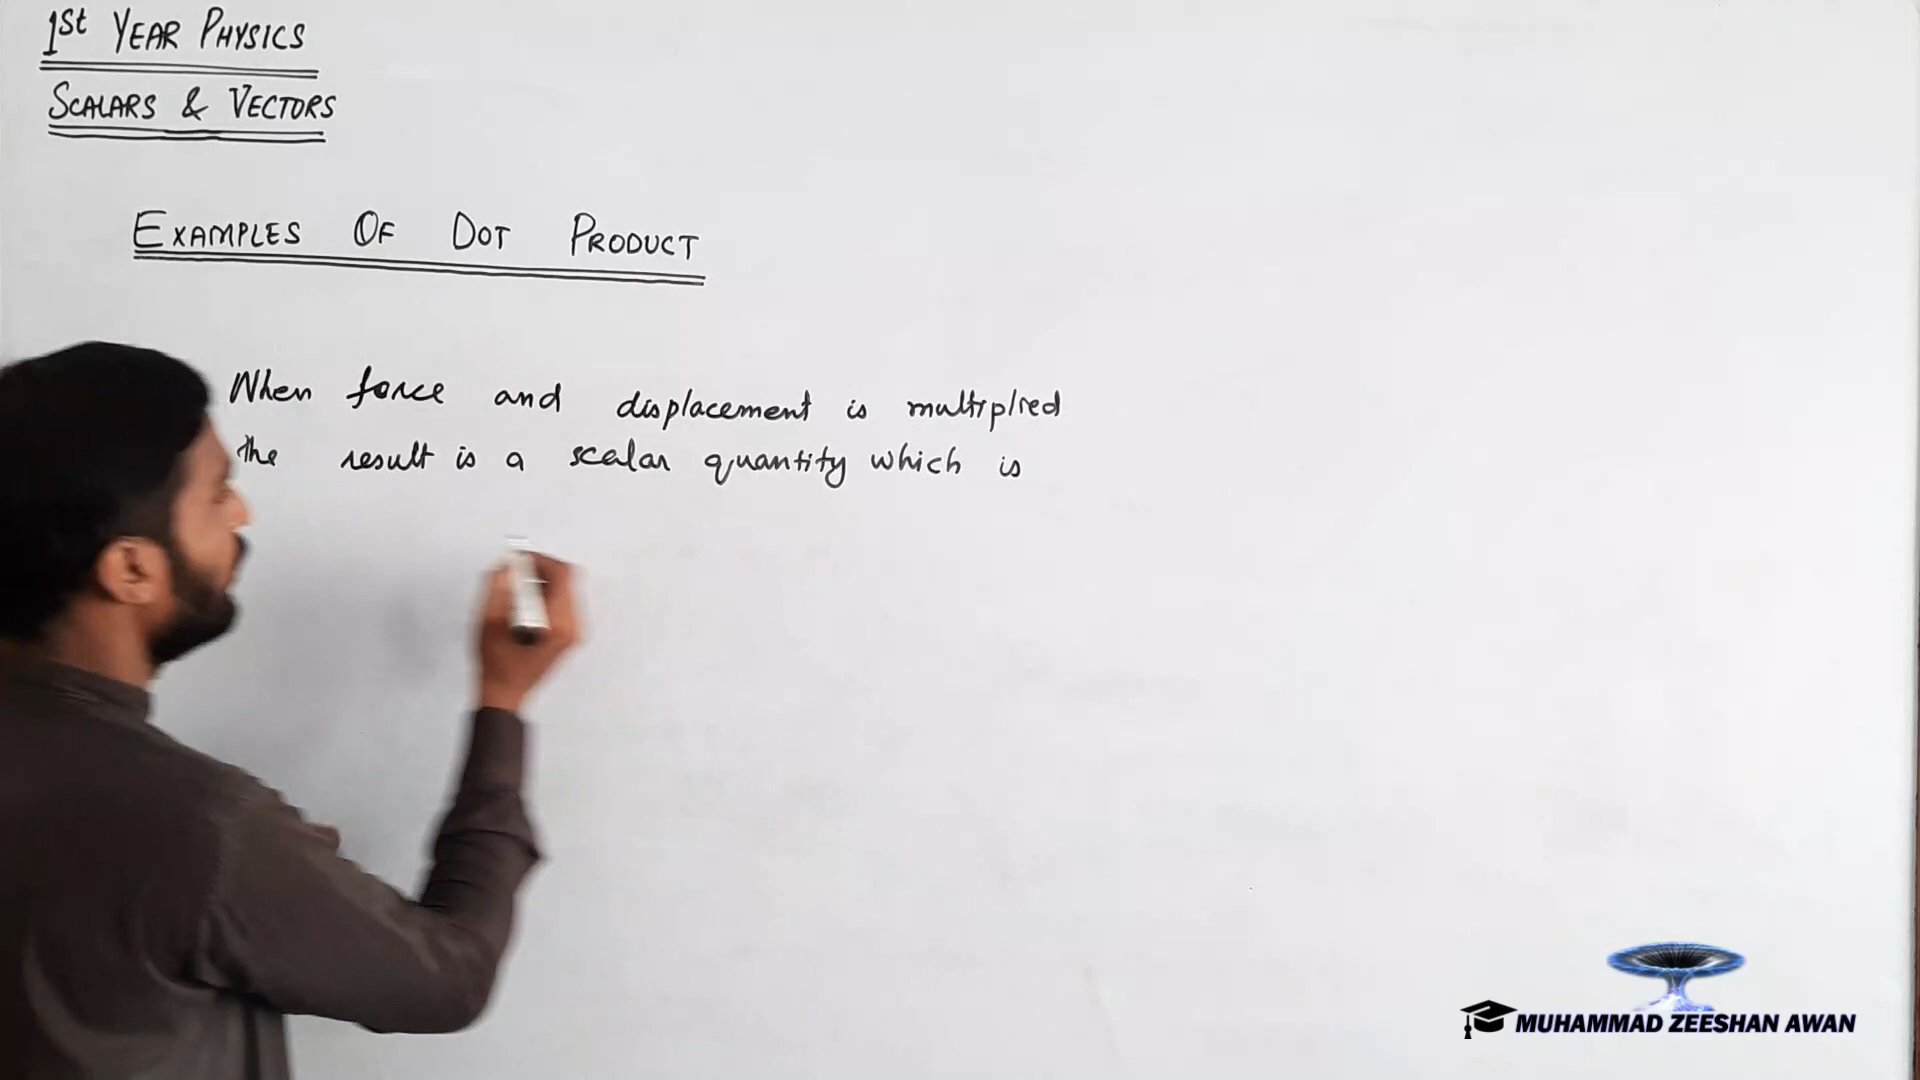 1st YEAR PHYSICS
SCALARS & VECTORS
EXAMPLES OF DOT PRODUCT
When force and displacement is multiplied
the result is a scalar quantity which is
MUHAMMAD ZEESHAN AWAN